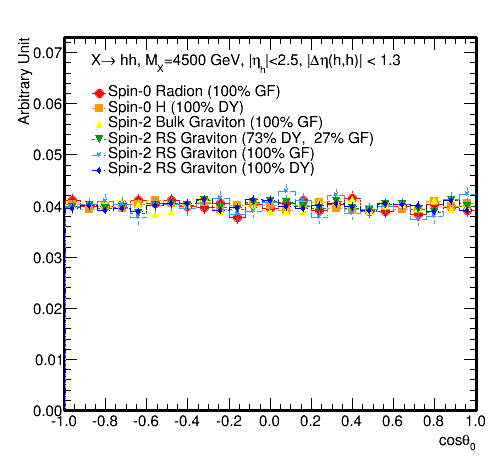 X→ hh, M_X=4500 GeV, |η_h|<2.5, |Δη(h,h)| < 1.3
Spin-0 Radion (100% GF)
Spin-0 H (100% DY)
Spin-2 Bulk Graviton (100% GF)
Spin-2 RS Graviton (73% DY, 27% GF)
Spin-2 RS Graviton (100% GF)
Spin-2 RS Graviton (100% DY)
Arbitrary Unit
0.07
0.06
0.05
0.04
0.03
0.02
0.01
0.00
-1.0 -0.8 -0.6 -0.4 -0.2 -0.0 0.2 0.4 0.6 0.8 1.0
cosθ_0